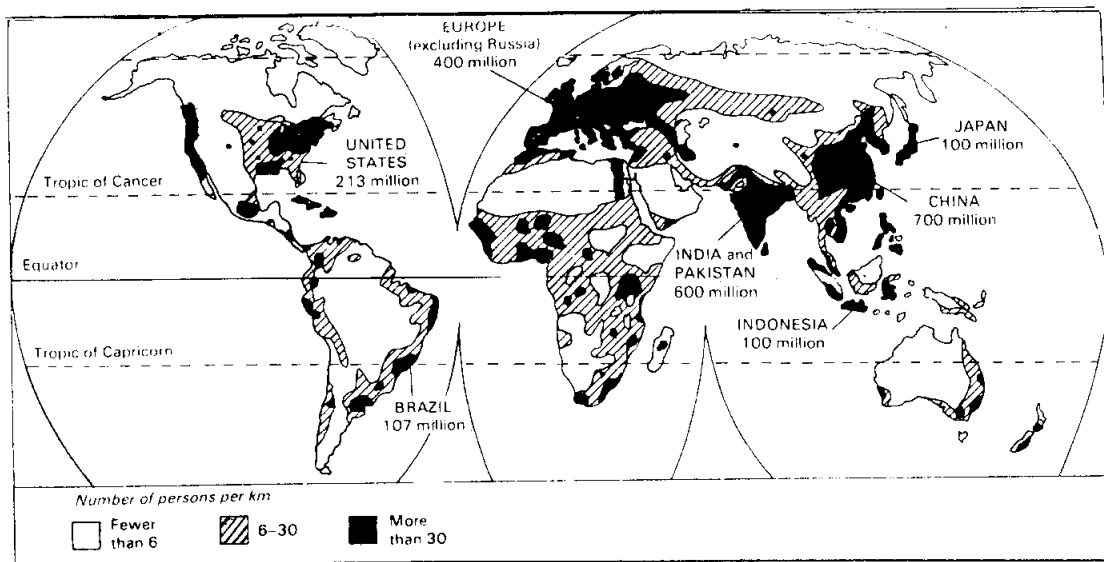 EUROPE
(excluding Russia)
400 million
UNITED
STATES
213 million
JAPAN
100 million
Tropic of Cancer
CHINA
700 million
Equator
INDIA and
PAKISTAN
600 million
INDONESIA
100 million
Tropic of Capricorn
BRAZIL
107 million
Number of persons per km
Fewer
than 6
6–30
More
than 30